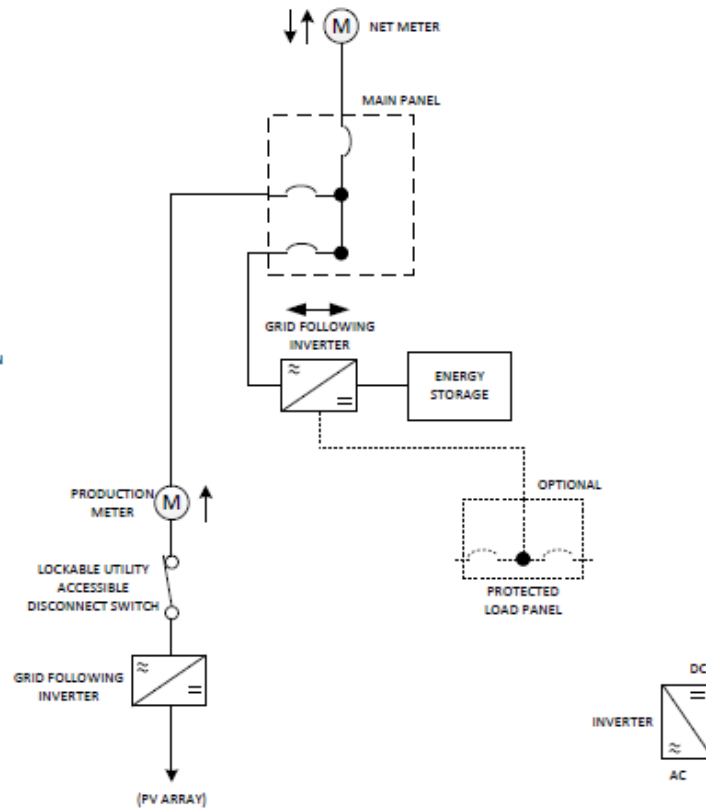 M NET METER
MAIN PANEL
GRID FOLLOWING
INVERTER
ENERGY
STORAGE
OPTIONAL
PRODUCTION
METER
M
LOCKABLE UTILITY
ACCESSIBLE
DISCONNECT SWITCH
PROTECTED
LOAD PANEL
GRID FOLLOWING
INVERTER
DC
INVERTER
AC
(PV ARRAY)